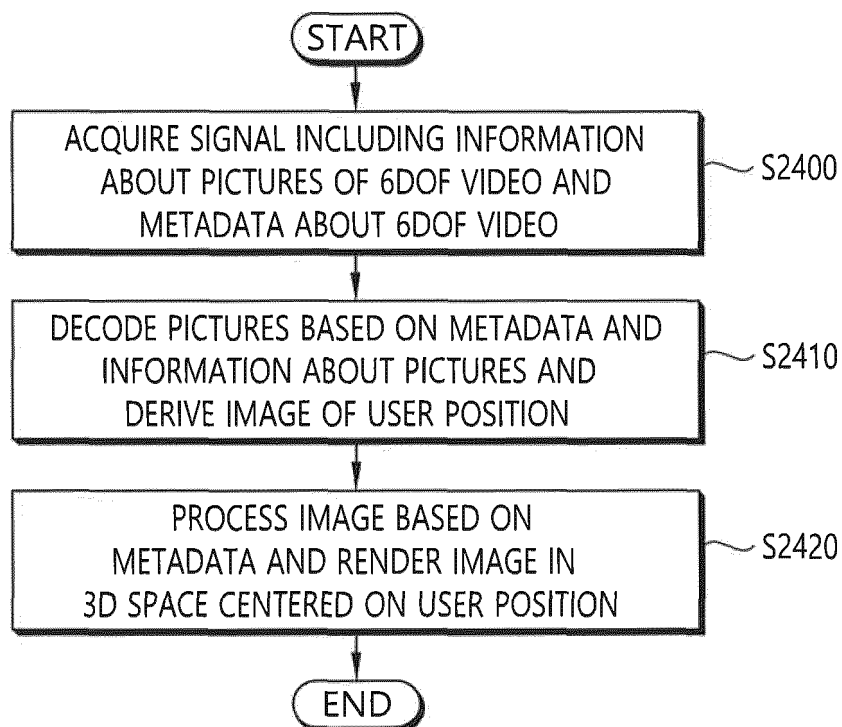 START
ACQUIRE SIGNAL INCLUDING INFORMATION
ABOUT PICTURES OF 6DOF VIDEO AND
METADATA ABOUT 6DOF VIDEO
S2400
DECODE PICTURES BASED ON METADATA AND
INFORMATION ABOUT PICTURES AND
DERIVE IMAGE OF USER POSITION
S2410
PROCESS IMAGE BASED ON
METADATA AND RENDER IMAGE IN
3D SPACE CENTERED ON USER POSITION
S2420
END